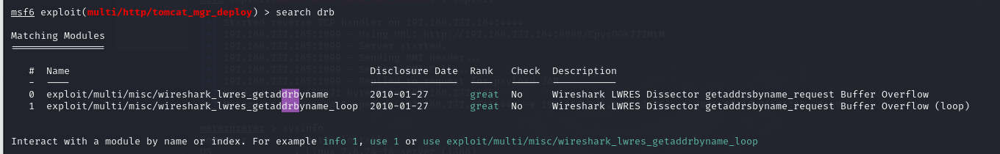 msf6 exploit(multi/http/tomcat_mgr_deploy) > search drb
Matching Modules
================
#  Name  Disclosure Date  Rank  Check  Description
-  ----  ---------------  ----  -----  -----------
0  exploit/multi/misc/wireshark_lwres_getaddrbyname  2010-01-27  great  No  Wireshark LWRES Dissector getaddrsbyname_request Buffer Overflow
1  exploit/multi/misc/wireshark_lwres_getaddrbyname_loop  2010-01-27  great  No  Wireshark LWRES Dissector getaddrsbyname_request Buffer Overflow (loop)
Interact with a module by name or index. For example info 1, use 1 or use exploit/multi/misc/wireshark_lwres_getaddrbyname_loop